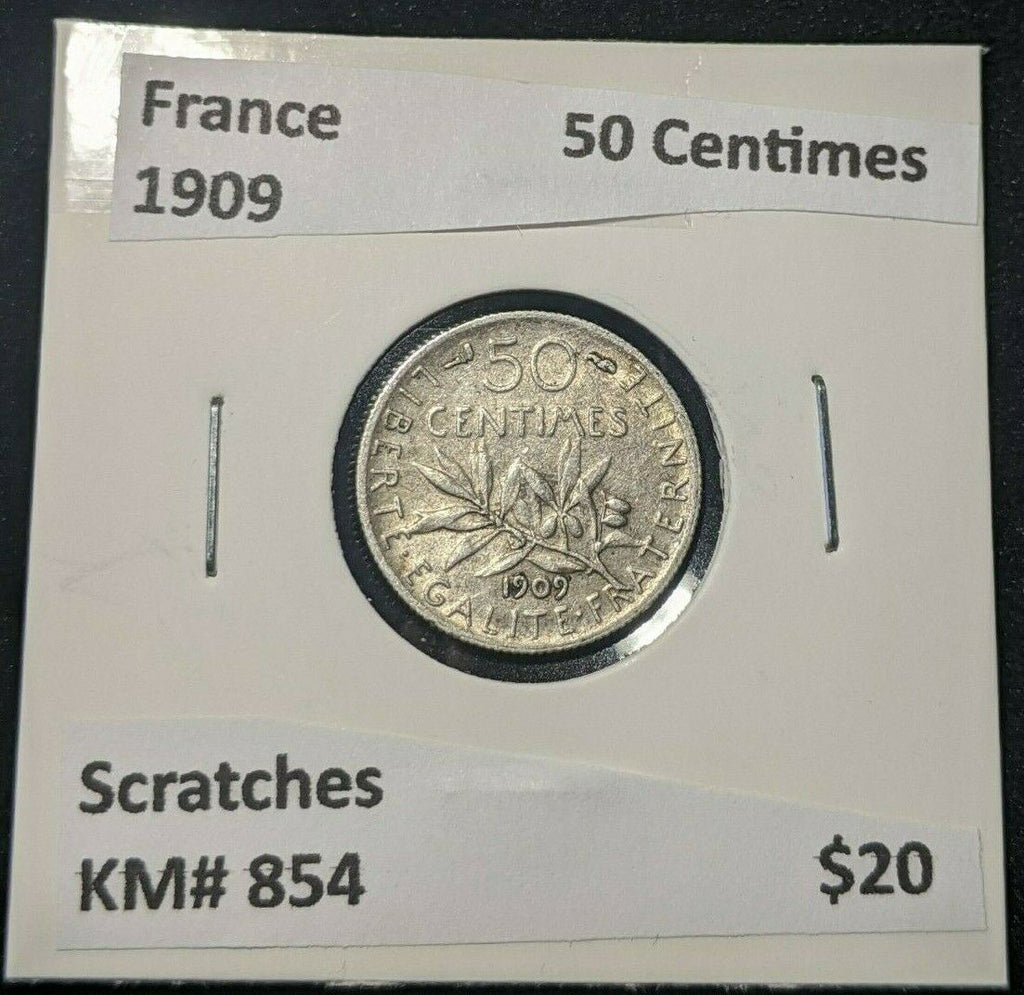 France
50 Centimes
1909
50
CENTIMES
LIBERTE·EGALITE·FRATERNITE
1909
Scratches
KM# 854
$20